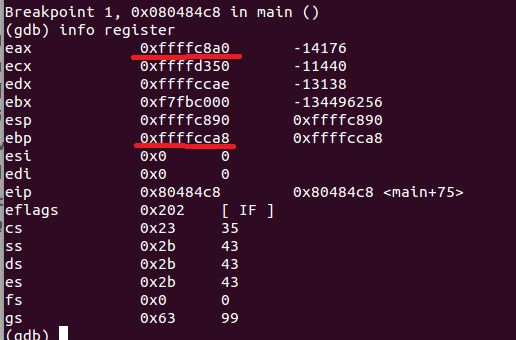 Breakpoint 1, 0x080484c8 in main ()
(gdb) info register
eax 0xffffc8a0 -14176
ecx 0xffffd350 -11440
edx 0xffffccae -13138
ebx 0xf7fbc000 -134496256
esp 0xffffc890 0xffffc890
ebp 0xffffcca8 0xffffcca8
esi 0x0 0
edi 0x0 0
eip 0x80484c8 0x80484c8 <main+75>
eflags 0x202 [ IF ]
cs 0x23 35
ss 0x2b 43
ds 0x2b 43
es 0x2b 43
fs 0x0 0
gs 0x63 99
(gdb)